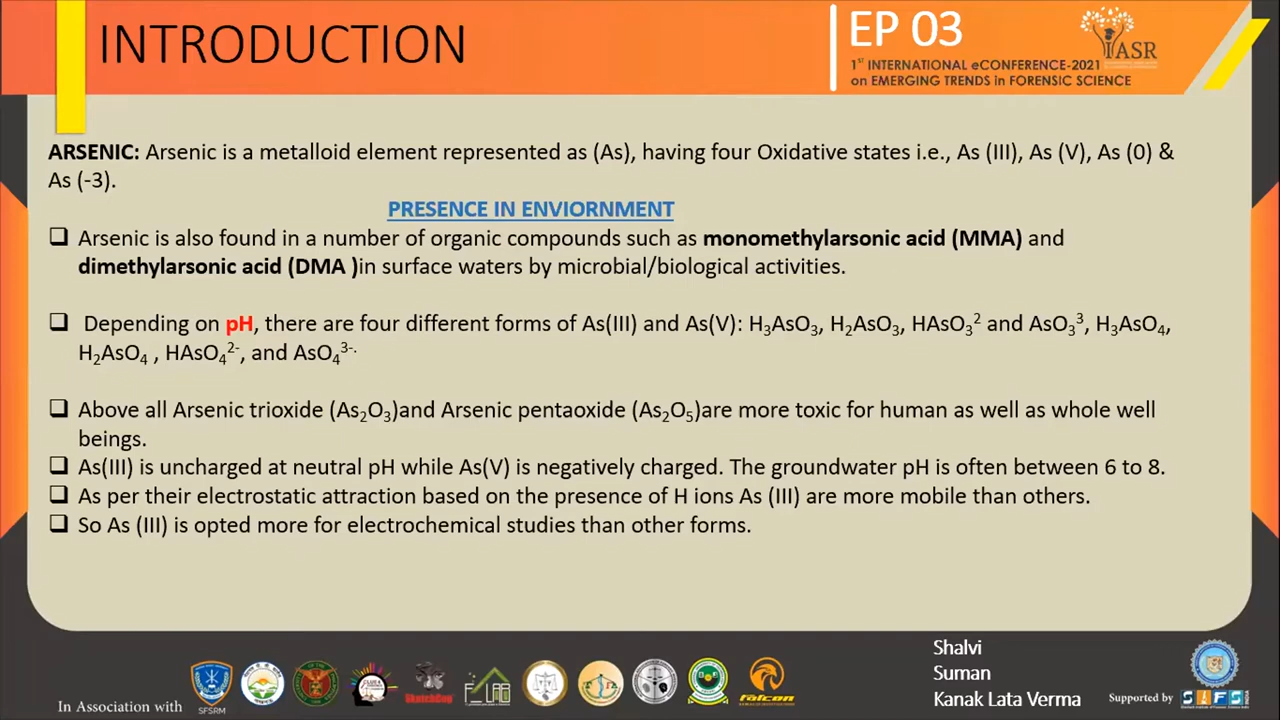 INTRODUCTION
EP 03
IASR
1ST INTERNATIONAL eCONFERENCE-2021
on EMERGING TRENDS in FORENSIC SCIENCE
ARSENIC: Arsenic is a metalloid element represented as (As), having four Oxidative states i.e., As (III), As (V), As (0) &
As (-3).
PRESENCE IN ENVIORNMENT
❑ Arsenic is also found in a number of organic compounds such as monomethylarsonic acid (MMA) and
dimethylarsonic acid (DMA )in surface waters by microbial/biological activities.
❑ Depending on pH, there are four different forms of As(III) and As(V): H₃AsO₃, H₂AsO₃, HAsO₃² and AsO₃³, H₃AsO₄,
H₂AsO₄ , HAsO₄²⁻, and AsO₄³⁻·
❑ Above all Arsenic trioxide (As₂O₃)and Arsenic pentaoxide (As₂O₅)are more toxic for human as well as whole well
beings.
❑ As(III) is uncharged at neutral pH while As(V) is negatively charged. The groundwater pH is often between 6 to 8.
❑ As per their electrostatic attraction based on the presence of H ions As (III) are more mobile than others.
❑ So As (III) is opted more for electrochemical studies than other forms.
Shalvi
Suman
Kanak Lata Verma
In Association with
SFSRM
SketchCop
falcon
Supported by
SIFS